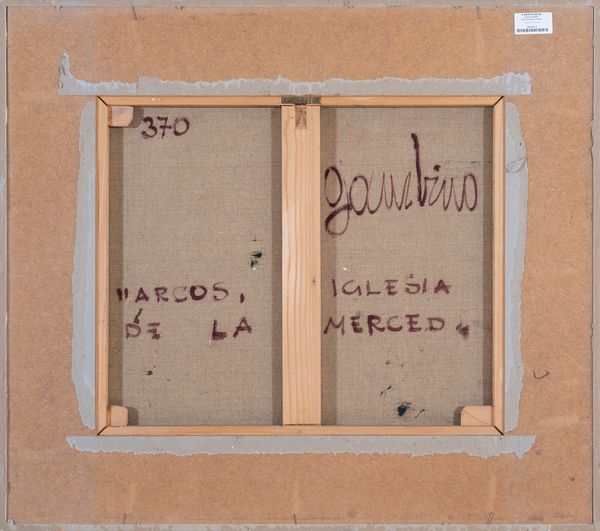 370
gambino
"ARCOS, IGLESIA
DE LA MERCED"